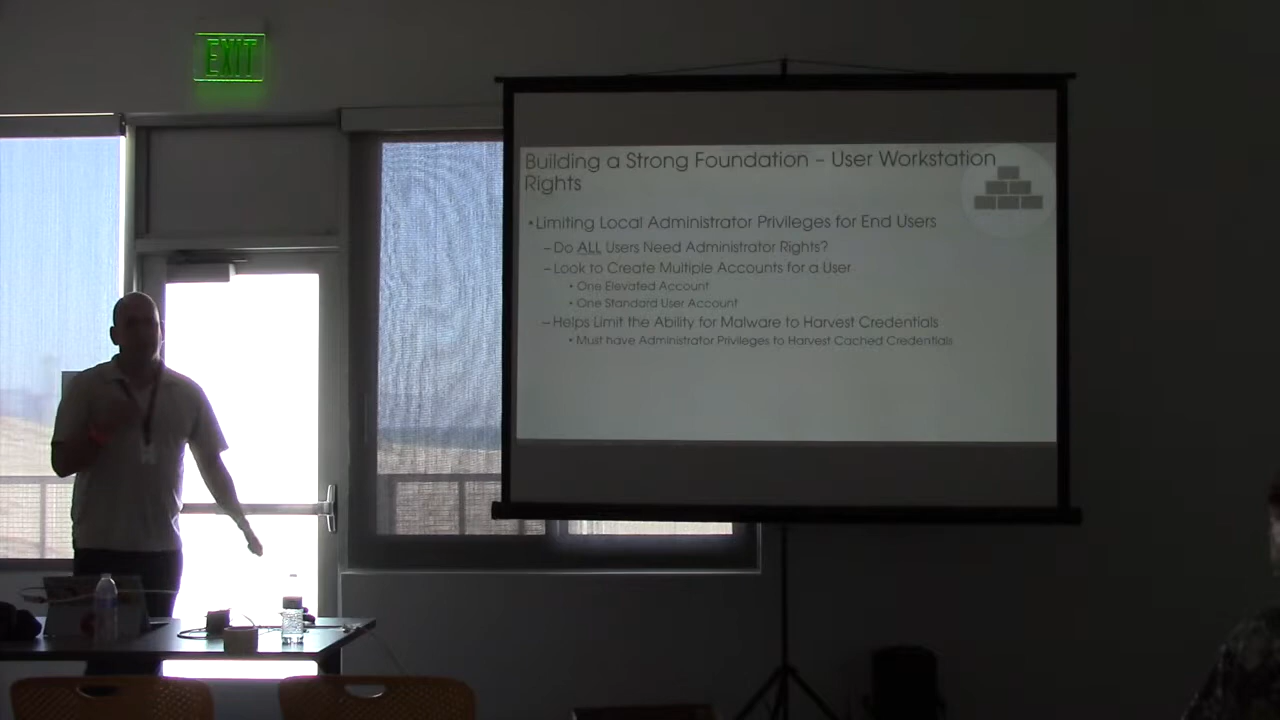 EXIT
Building a Strong Foundation – User Workstation
Rights
• Limiting Local Administrator Privileges for End Users
– Do ALL Users Need Administrator Rights?
– Look to Create Multiple Accounts for a User
• One Elevated Account
• One Standard User Account
– Helps Limit the Ability for Malware to Harvest Credentials
• Must have Administrator Privileges to Harvest Cached Credentials